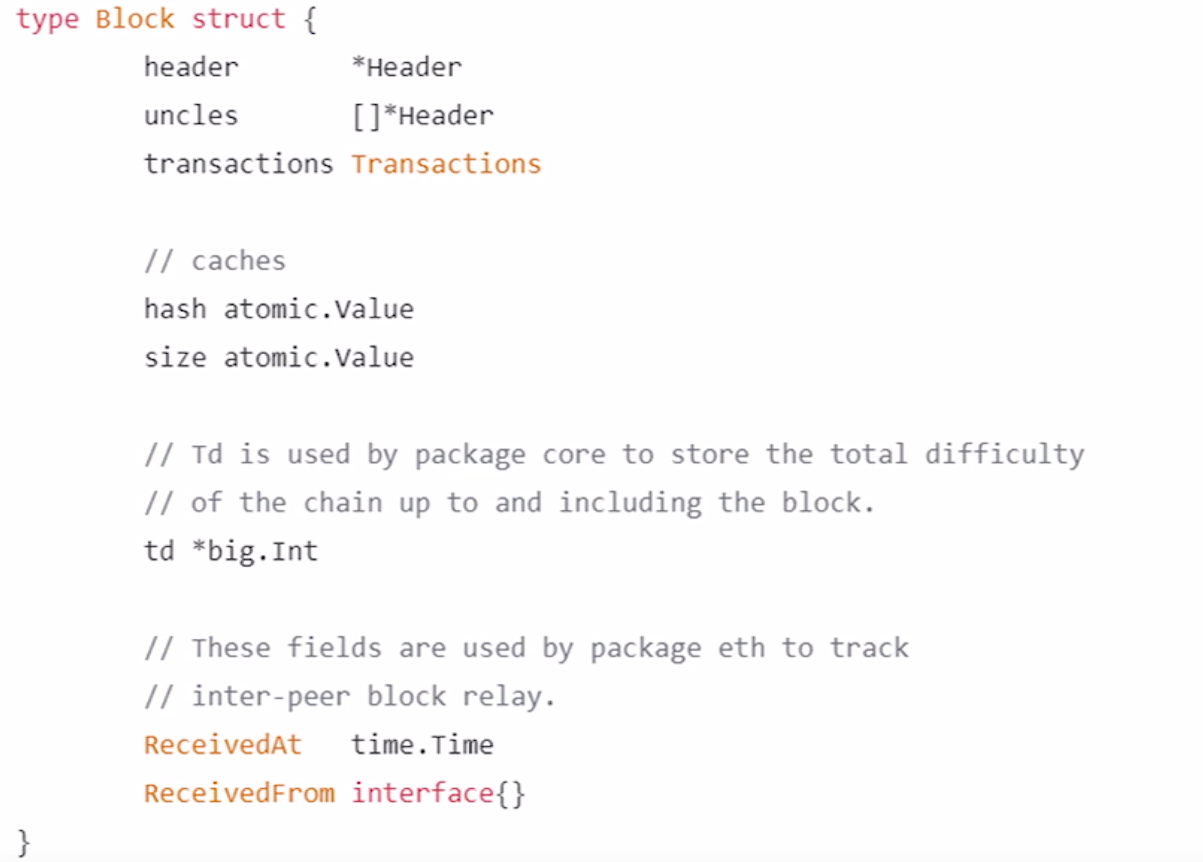 type Block struct {
header *Header
uncles []*Header
transactions Transactions
// caches
hash atomic.Value
size atomic.Value
// Td is used by package core to store the total difficulty
// of the chain up to and including the block.
td *big.Int
// These fields are used by package eth to track
// inter-peer block relay.
ReceivedAt time.Time
ReceivedFrom interface{}
}